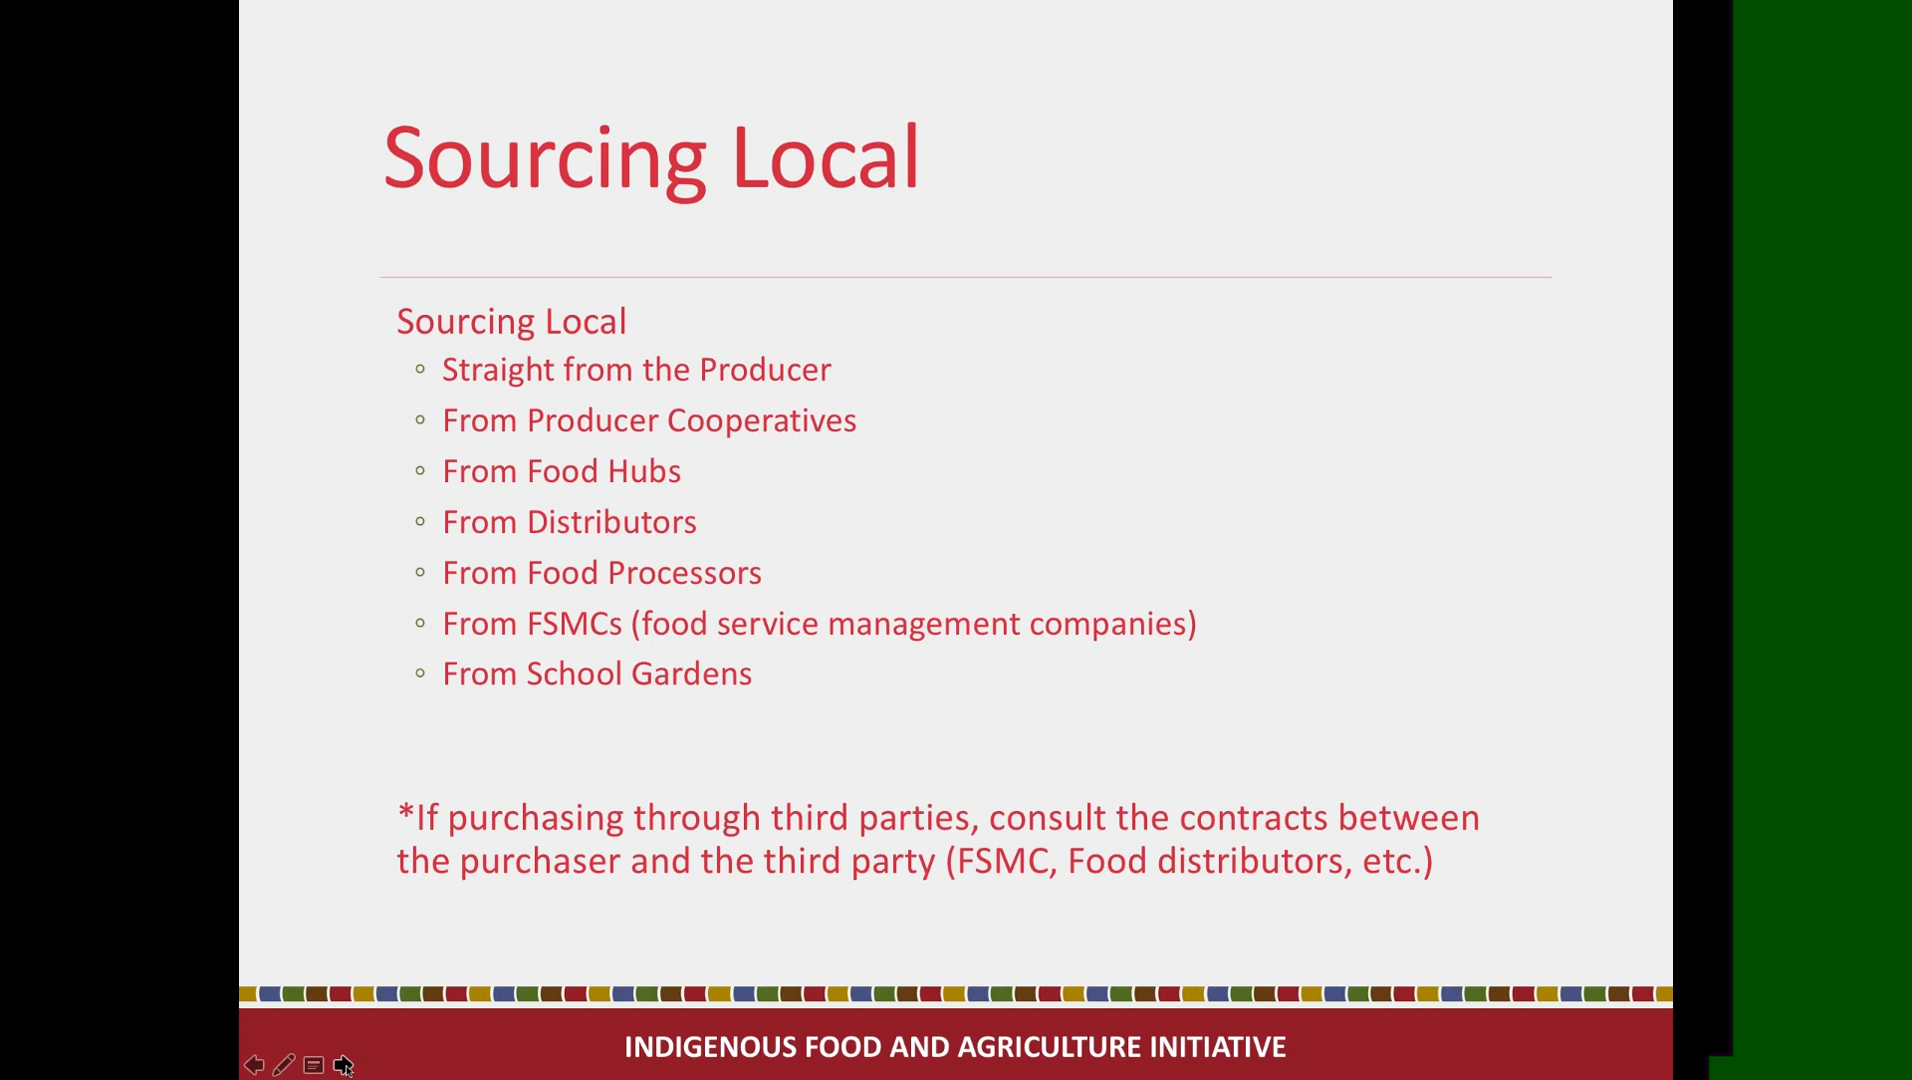 Sourcing Local
Sourcing Local
◦ Straight from the Producer
◦ From Producer Cooperatives
◦ From Food Hubs
◦ From Distributors
◦ From Food Processors
◦ From FSMCs (food service management companies)
◦ From School Gardens
*If purchasing through third parties, consult the contracts between
the purchaser and the third party (FSMC, Food distributors, etc.)
INDIGENOUS FOOD AND AGRICULTURE INITIATIVE